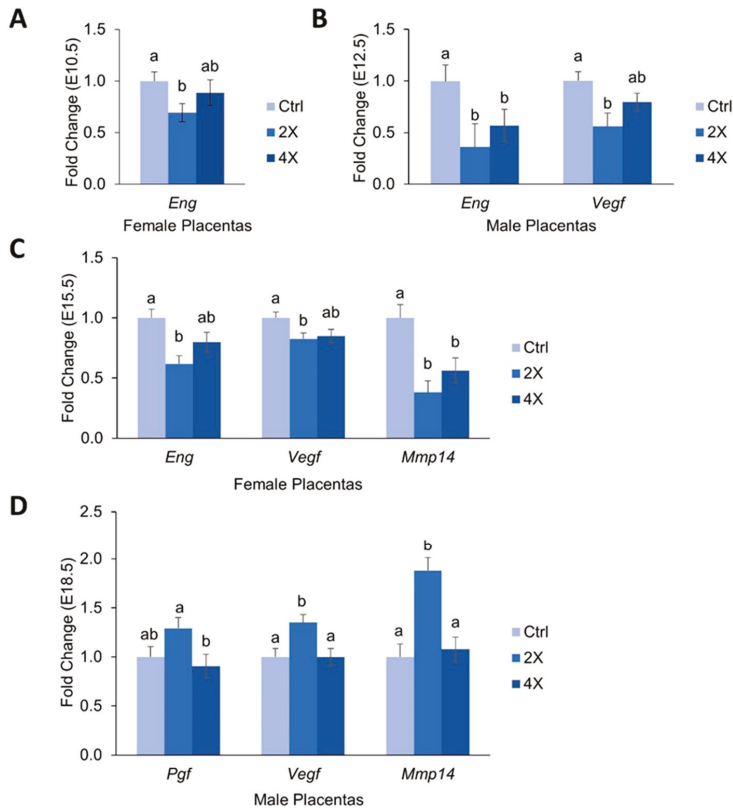 A
Fold Change (E10.5)
1.5
1.0
0.5
0.0
a
b
ab
Eng
Female Placentas
Ctrl
2X
4X
B
Fold Change (E12.5)
1.5
1.0
0.5
0.0
a
b
b
a
b
ab
Eng
Vegf
Male Placentas
Ctrl
2X
4X
C
Fold Change (E15.5)
1.5
1.0
0.5
0.0
a
b
ab
a
b
ab
a
b
b
Eng
Vegf
Mmp14
Female Placentas
Ctrl
2X
4X
D
Fold Change (E18.5)
2.5
2.0
1.5
1.0
0.5
0.0
ab
a
b
a
b
a
a
b
a
Pgf
Vegf
Mmp14
Male Placentas
Ctrl
2X
4X